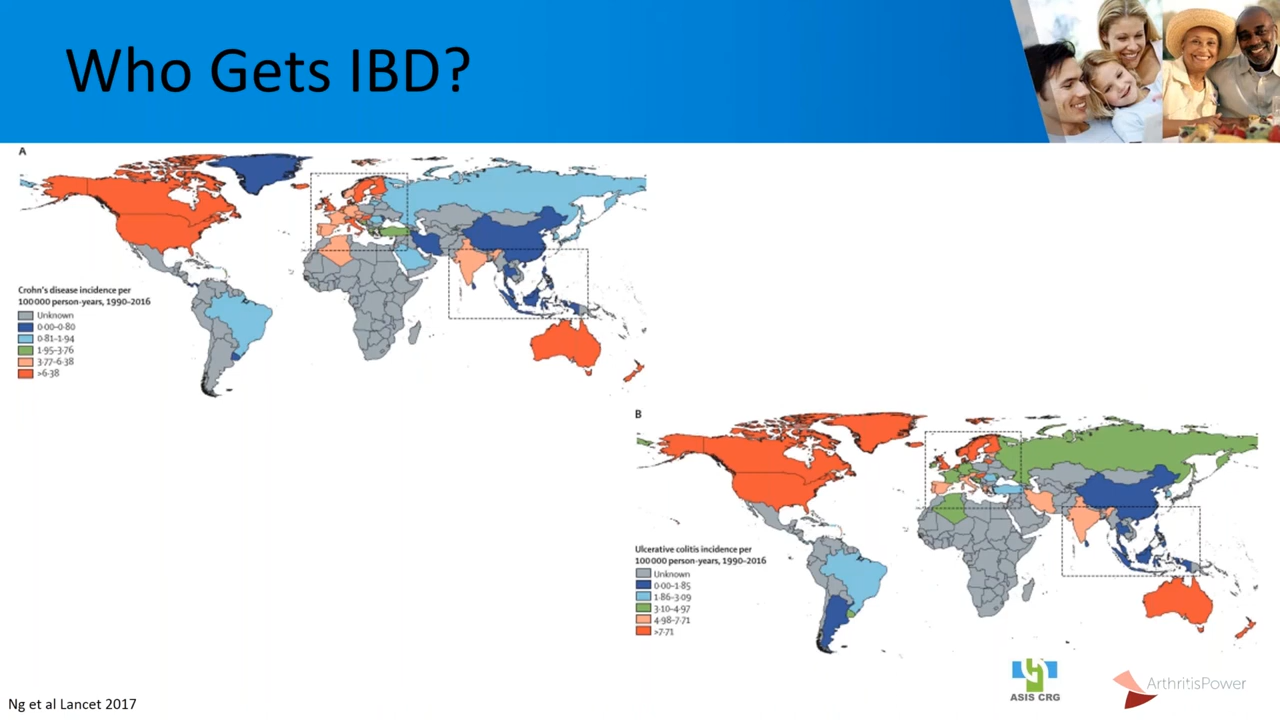 Who Gets IBD?
A
Crohn's disease incidence per
100 000 person-years, 1990–2016
Unknown
0·00–0·80
0·81–1·94
1·95–3·76
3·77–6·38
>6·38
B
Ulcerative colitis incidence per
100 000 person-years, 1990–2016
Unknown
0·00–1·85
1·86–3·09
3·10–4·97
4·98–7·71
>7·71
ASIS CRG
ArthritisPower
Ng et al Lancet 2017